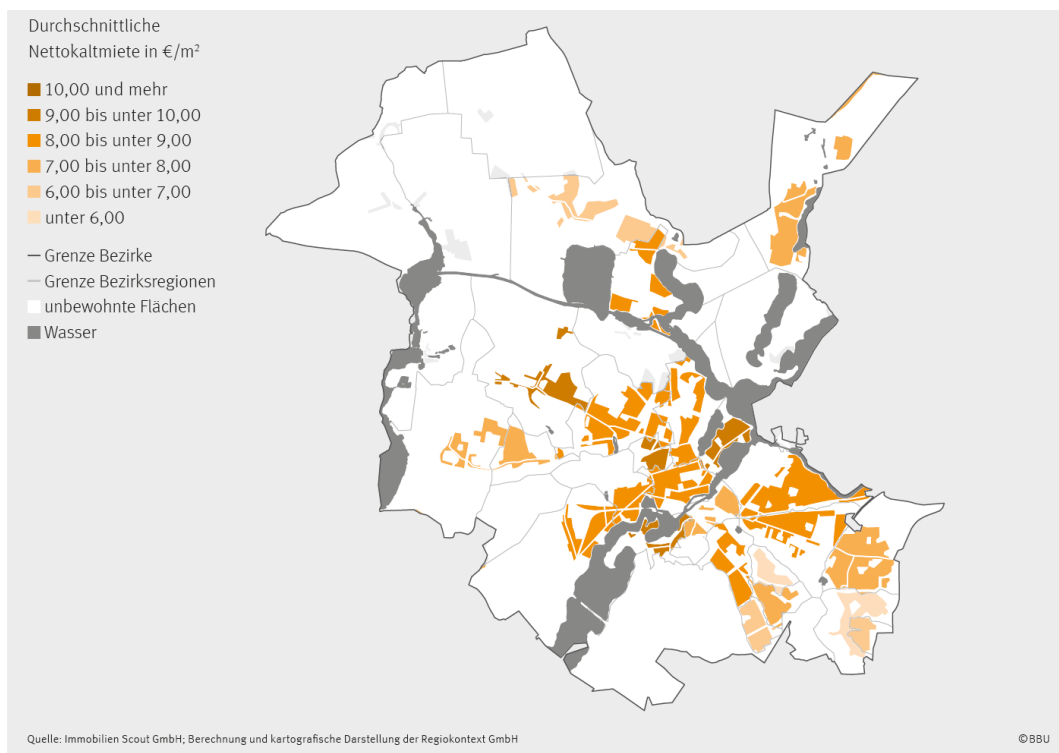 Durchschnittliche
Nettokaltmiete in €/m²
10,00 und mehr
9,00 bis unter 10,00
8,00 bis unter 9,00
7,00 bis unter 8,00
6,00 bis unter 7,00
unter 6,00
Grenze Bezirke
Grenze Bezirksregionen
unbewohnte Flächen
Wasser
Quelle: Immobilien Scout GmbH; Berechnung und kartografische Darstellung der Regiokontext GmbH
©BBU